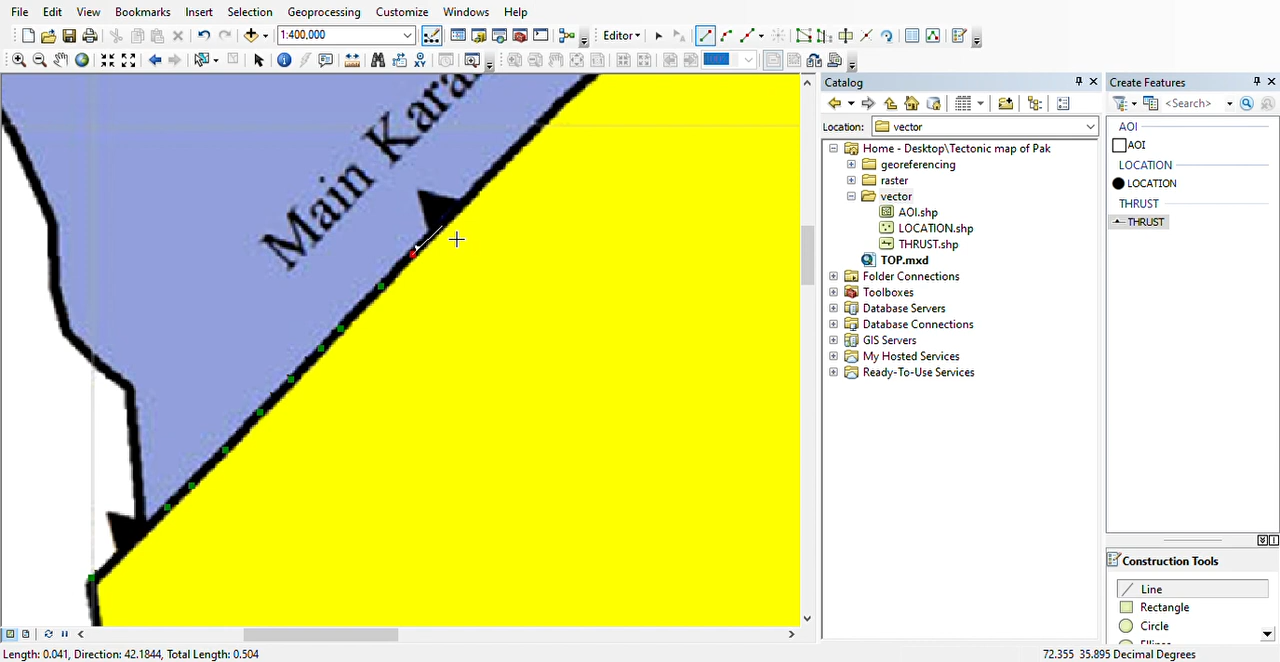 File Edit View Bookmarks Insert Selection Geoprocessing Customize Windows Help
1:400,000 Editor
Catalog
Create Features
<Search>
Location: vector
Home - Desktop\Tectonic map of Pak
georeferencing
raster
vector
AOI.shp
LOCATION.shp
THRUST.shp
TOP.mxd
Folder Connections
Toolboxes
Database Servers
Database Connections
GIS Servers
My Hosted Services
Ready-To-Use Services
AOI
AOI
LOCATION
LOCATION
THRUST
THRUST
Construction Tools
Line
Rectangle
Circle
Main Kara
Length: 0.041, Direction: 42.1844, Total Length: 0.504
72.355 35.895 Decimal Degrees